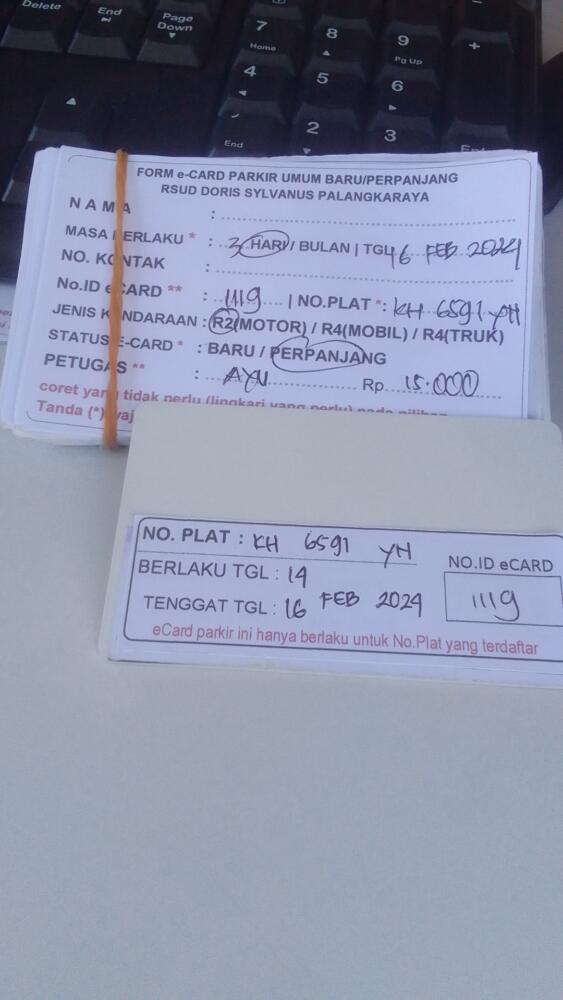 Delete
End
Page
Down
7
Home
8
9
Pg Up
+
4
5
6
End
2
3
FORM e-CARD PARKIR UMUM BARU/PERPANJANG
RSUD DORIS SYLVANUS PALANGKARAYA
NAMA :
MASA BERLAKU * : 3 HARI / BULAN | TGL 16 FEB 2024
NO. KONTAK :
No.ID eCARD ** : 1119 | NO.PLAT *: KH 6591 YH
JENIS KENDARAAN : R2(MOTOR) / R4(MOBIL) / R4(TRUK)
STATUS E-CARD * : BARU / PERPANJANG
PETUGAS ** : AYU Rp 15.000
coret yang tidak perlu (lingkari yang perlu) pada
Tanda (*)
NO. PLAT : KH 6591 YH
BERLAKU TGL : 14
TENGGAT TGL : 16 FEB 2024
NO.ID eCARD
1119
eCard parkir ini hanya berlaku untuk No.Plat yang terdaftar